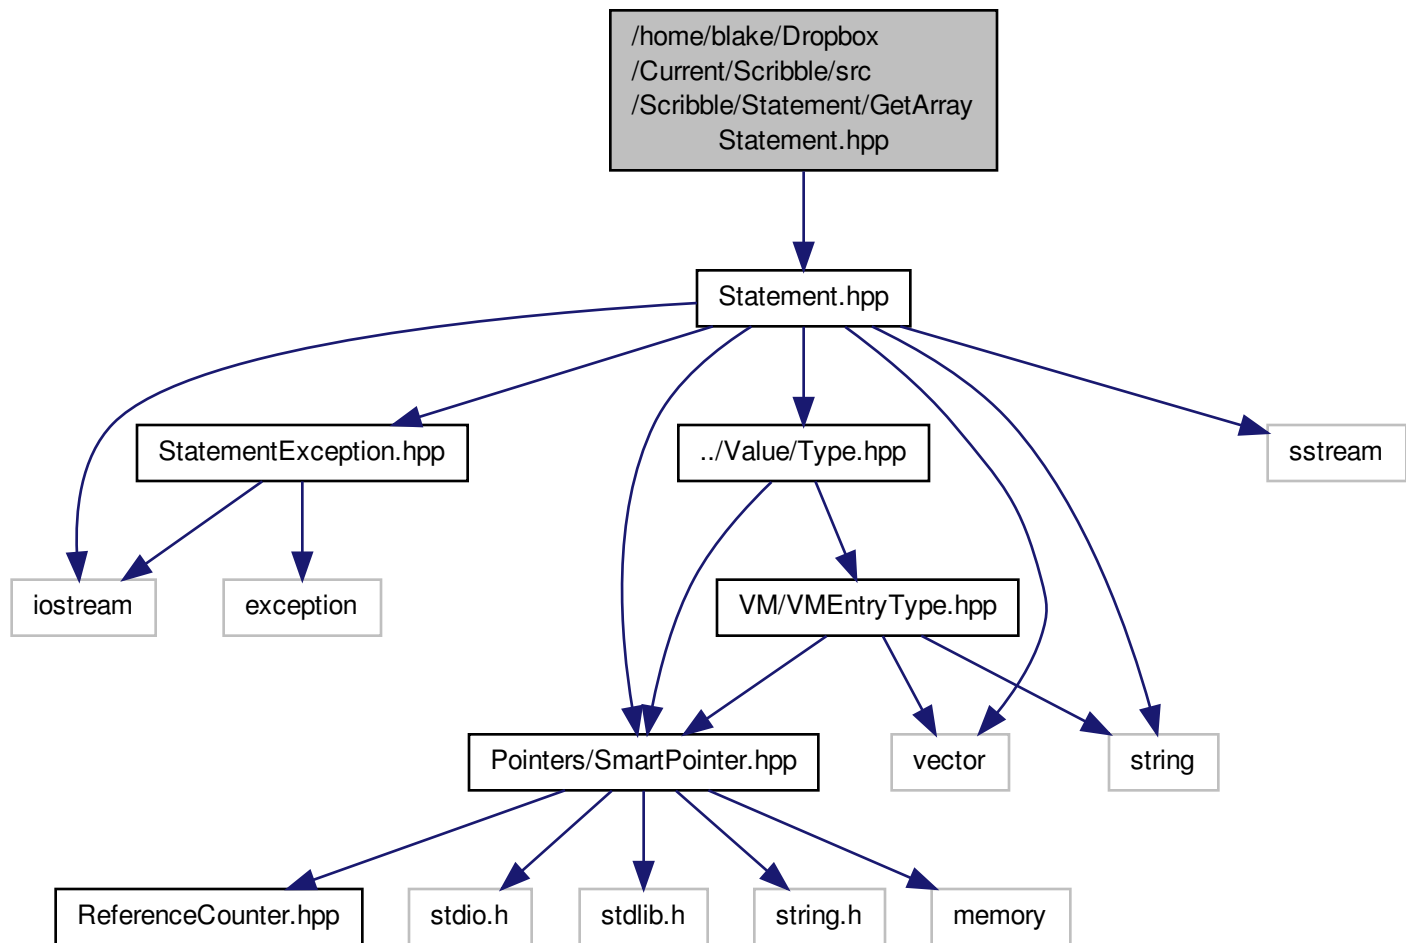 /home/blake/Dropbox
/Current/Scribble/src
/Scribble/Statement/GetArray
Statement.hpp
Statement.hpp
StatementException.hpp
../Value/Type.hpp
sstream
iostream
exception
VM/VMEntryType.hpp
Pointers/SmartPointer.hpp
vector
string
ReferenceCounter.hpp
stdio.h
stdlib.h
string.h
memory